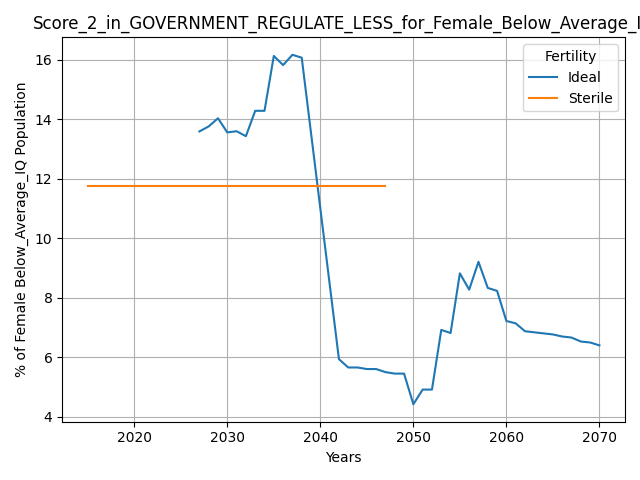 Score_2_in_GOVERNMENT_REGULATE_LESS_for_Female_Below_Average_I
Fertility
Ideal
Sterile
% of Female Below_Average_IQ Population
16
14
12
10
8
6
4
2020 2030 2040 2050 2060 2070
Years